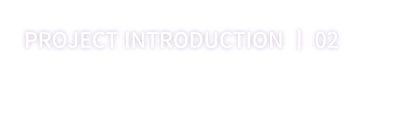 PROJECT INTRODUCTION | 02